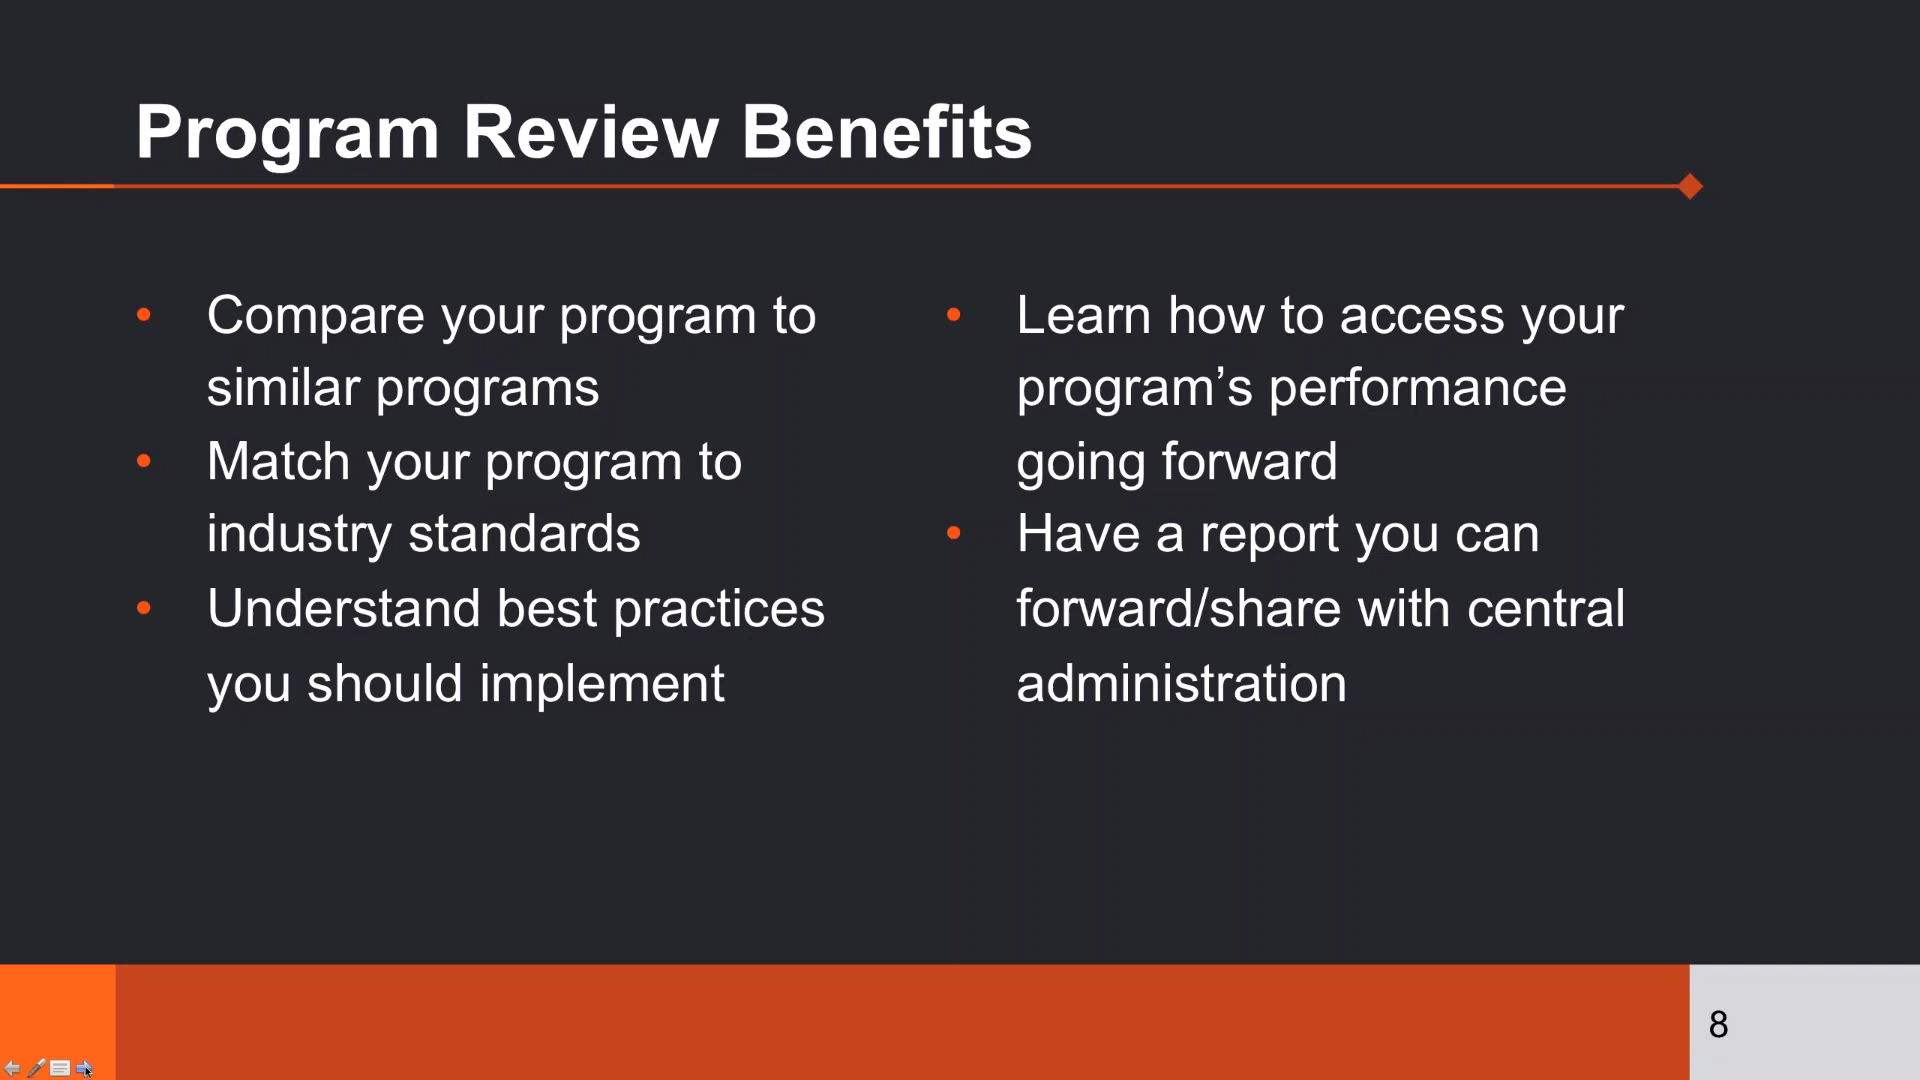 Program Review Benefits
• Compare your program to
similar programs
• Match your program to
industry standards
• Understand best practices
you should implement
• Learn how to access your
program’s performance
going forward
• Have a report you can
forward/share with central
administration
8